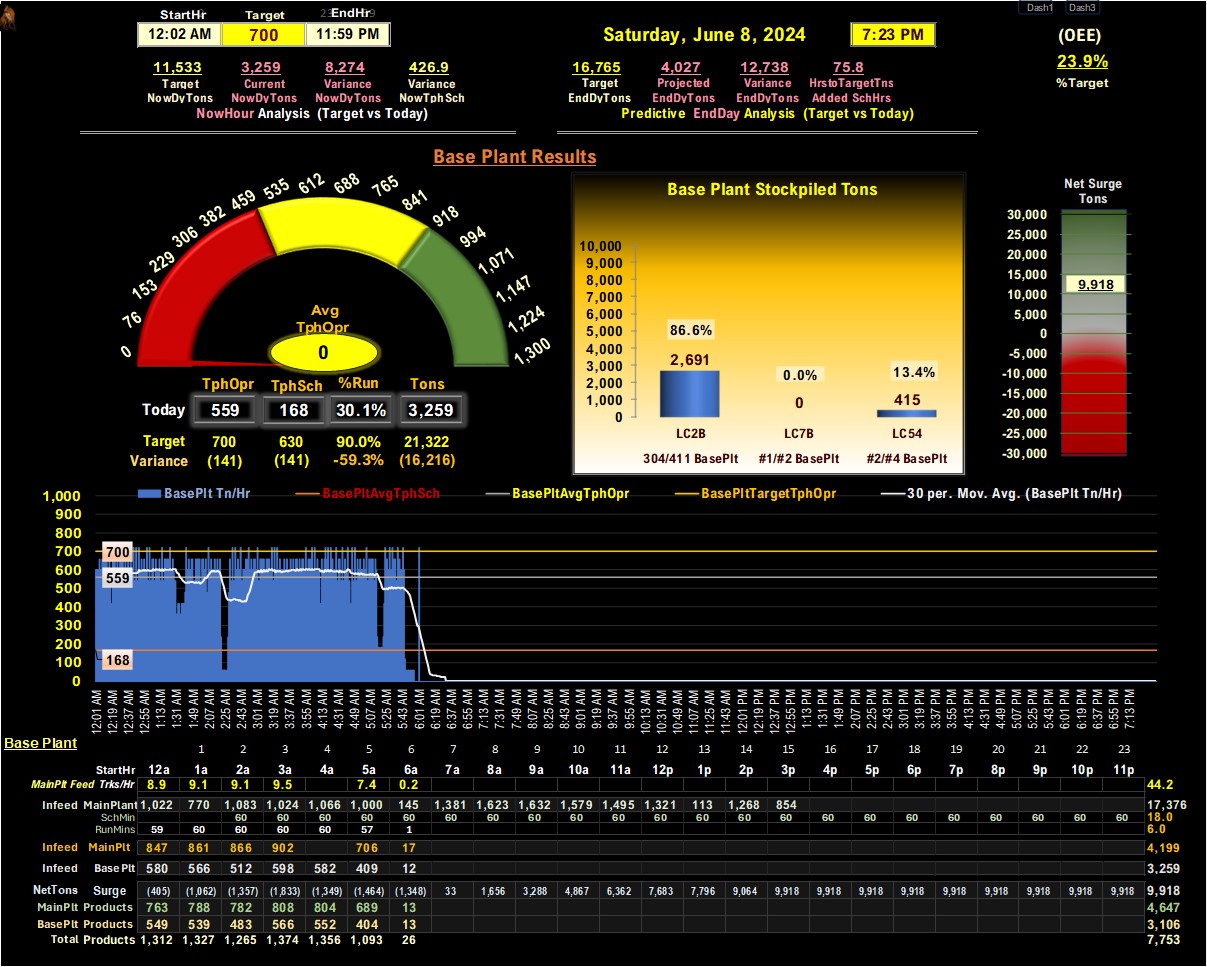 StartHr Target EndHr
12:02 AM 700 11:59 PM
Saturday, June 8, 2024 7:23 PM
Dash1 Dash3
(OEE)
23.9%
%Target
11,533 3,259 8,274 426.9
Target Current Variance Variance
NowDyTons NowDyTons NowDyTons NowTphSch
NowHour Analysis (Target vs Today)
16,765 4,027 12,738 75.8
Target Projected Variance HrstoTargetTns
EndDyTons EndDyTons EndDyTons Added SchHrs
Predictive EndDay Analysis (Target vs Today)
Base Plant Results
0 76 153 229 306 382 459 535 612 688 765 841 918 994 1,071 1,147 1,224 1,300
Avg
TphOpr
0
TphOpr TphSch %Run Tons
Today 559 168 30.1% 3,259
Target 700 630 90.0% 21,322
Variance (141) (141) -59.3% (16,216)
Base Plant Stockpiled Tons
10,000
9,000
8,000
7,000
6,000
5,000
4,000
3,000
2,000
1,000
0
86.6% 0.0% 13.4%
2,691 0 415
LC2B LC7B LC54
304/411 BasePlt #1/#2 BasePlt #2/#4 BasePlt
Net Surge
Tons
30,000
25,000
20,000
15,000
10,000
5,000
0
-5,000
-10,000
-15,000
-20,000
-25,000
-30,000
9,918
BasePlt Tn/Hr BasePltAvgTphSch BasePltAvgTphOpr BasePltTargetTphOpr 30 per. Mov. Avg. (BasePlt Tn/Hr)
1,000
900
800
700
600
500
400
300
200
100
0
700
559
168
12:01 AM 12:19 AM 12:37 AM 12:55 AM 1:13 AM 1:31 AM 1:49 AM 2:07 AM 2:25 AM 2:43 AM 3:01 AM 3:19 AM 3:37 AM 3:55 AM 4:13 AM 4:31 AM 4:49 AM 5:07 AM 5:25 AM 5:43 AM 6:01 AM 6:19 AM 6:37 AM 6:55 AM 7:13 AM 7:31 AM 7:49 AM 8:07 AM 8:25 AM 8:43 AM 9:01 AM 9:19 AM 9:37 AM 9:55 AM 10:13 AM 10:31 AM 10:49 AM 11:07 AM 11:25 AM 11:43 AM 12:01 PM 12:19 PM 12:37 PM 12:55 PM 1:13 PM 1:31 PM 1:49 PM 2:07 PM 2:25 PM 2:43 PM 3:01 PM 3:19 PM 3:37 PM 3:55 PM 4:13 PM 4:31 PM 4:49 PM 5:07 PM 5:25 PM 5:43 PM 6:01 PM 6:19 PM 6:37 PM 6:55 PM 7:13 PM
Base Plant
1 2 3 4 5 6 7 8 9 10 11 12 13 14 15 16 17 18 19 20 21 22 23
StartHr 12a 1a 2a 3a 4a 5a 6a 7a 8a 9a 10a 11a 12p 1p 2p 3p 4p 5p 6p 7p 8p 9p 10p 11p
MainPlt Feed Trks/Hr 8.9 9.1 9.1 9.5 7.4 0.2 44.2
Infeed MainPlant 1,022 770 1,083 1,024 1,066 1,000 145 1,381 1,623 1,632 1,579 1,495 1,321 113 1,268 854 17,376
SchMin 60 60 60 60 60 60 60 60 60 60 60 60 60 60 60 60 60 60 60 60 60 60 18.0
RunMins 59 60 60 60 60 57 1 6.0
Infeed MainPlt 847 861 866 902 706 17 4,199
Infeed Base Plt 580 566 512 598 582 409 12 3,259
NetTons Surge (405) (1,062) (1,357) (1,833) (1,349) (1,464) (1,348) 33 1,656 3,288 4,867 6,362 7,683 7,796 9,064 9,918 9,918 9,918 9,918 9,918 9,918 9,918 9,918 9,918 9,918
MainPlt Products 763 788 782 808 804 689 13 4,647
BasePlt Products 549 539 483 566 552 404 13 3,106
Total Products 1,312 1,327 1,265 1,374 1,356 1,093 26 7,753